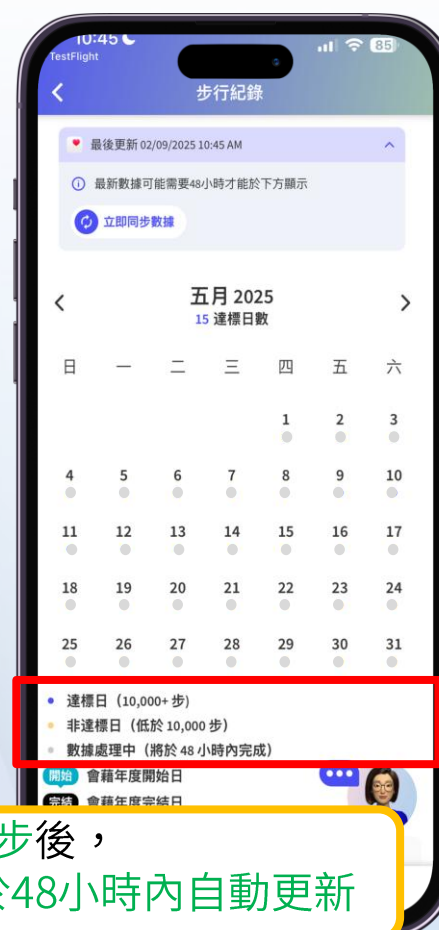 10:45
85
TestFlight
步行紀錄
最後更新 02/09/2025 10:45 AM
最新數據可能需要48小時才能於下方顯示
立即同步數據
五月 2025
15 達標日數
日 一 二 三 四 五 六
1 2 3
4 5 6 7 8 9 10
11 12 13 14 15 16 17
18 19 20 21 22 23 24
25 26 27 28 29 30 31
達標日（10,000+ 步)
非達標日（低於 10,000 步）
數據處理中（將於 48 小時內完成）
開始 會藉年度開始日
完結 會藉年度完結日
步後，
於48小時內自動更新